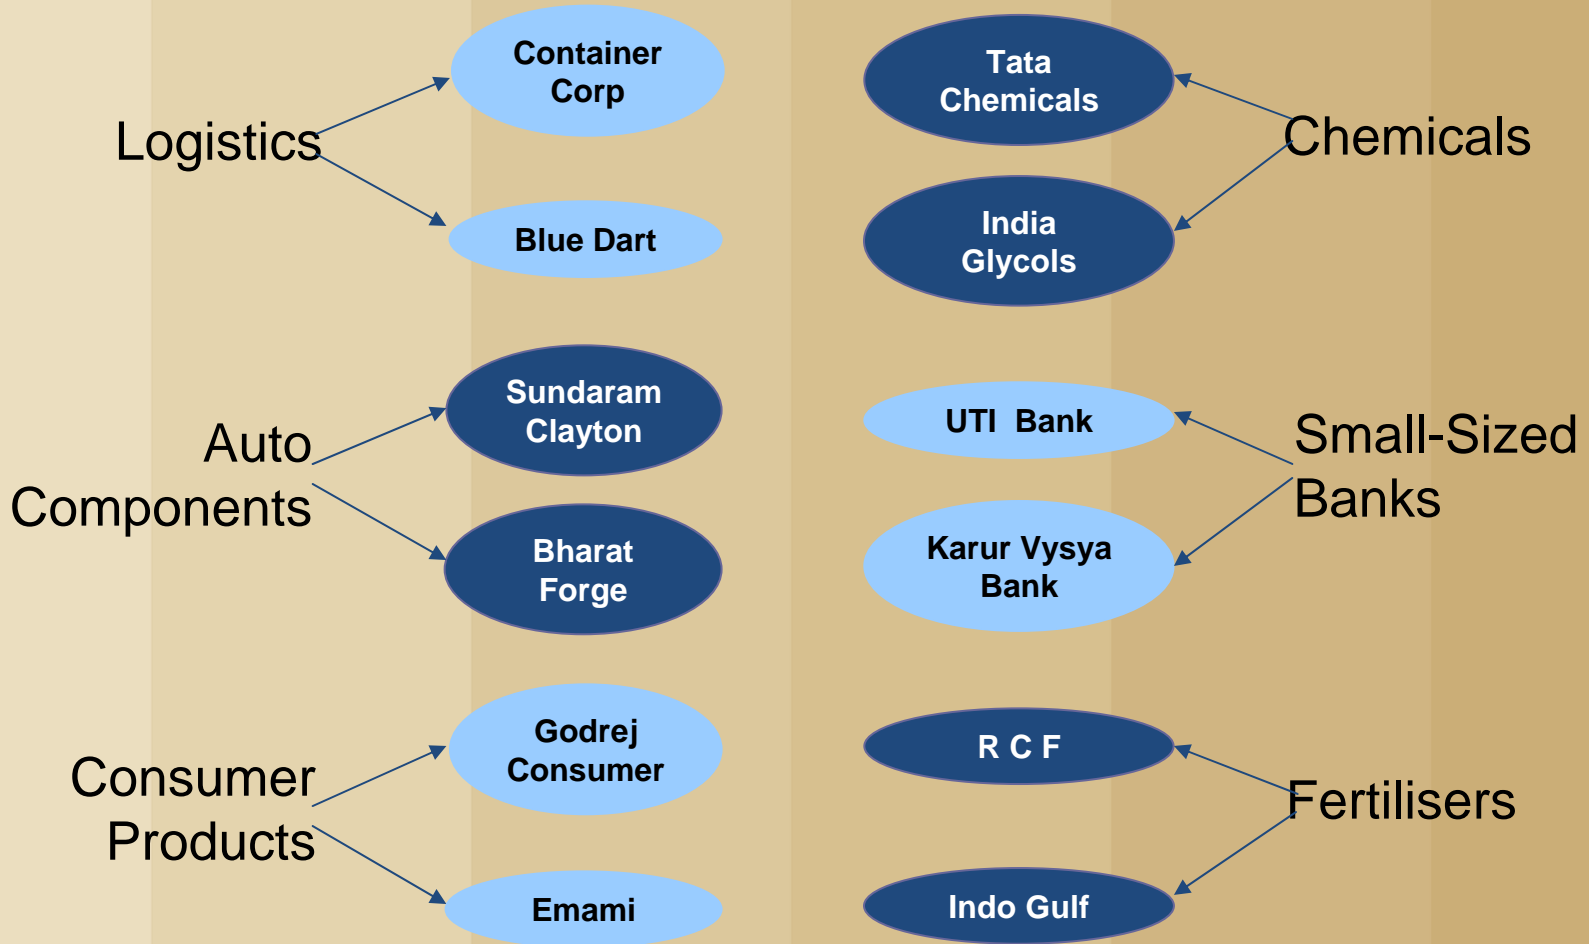 Logistics
Container
Corp
Blue Dart
Tata
Chemicals
India
Glycols
Chemicals
Auto
Components
Sundaram
Clayton
Bharat
Forge
UTI Bank
Karur Vysya
Bank
Small-Sized
Banks
Consumer
Products
Godrej
Consumer
Emami
R C F
Indo Gulf
Fertilisers